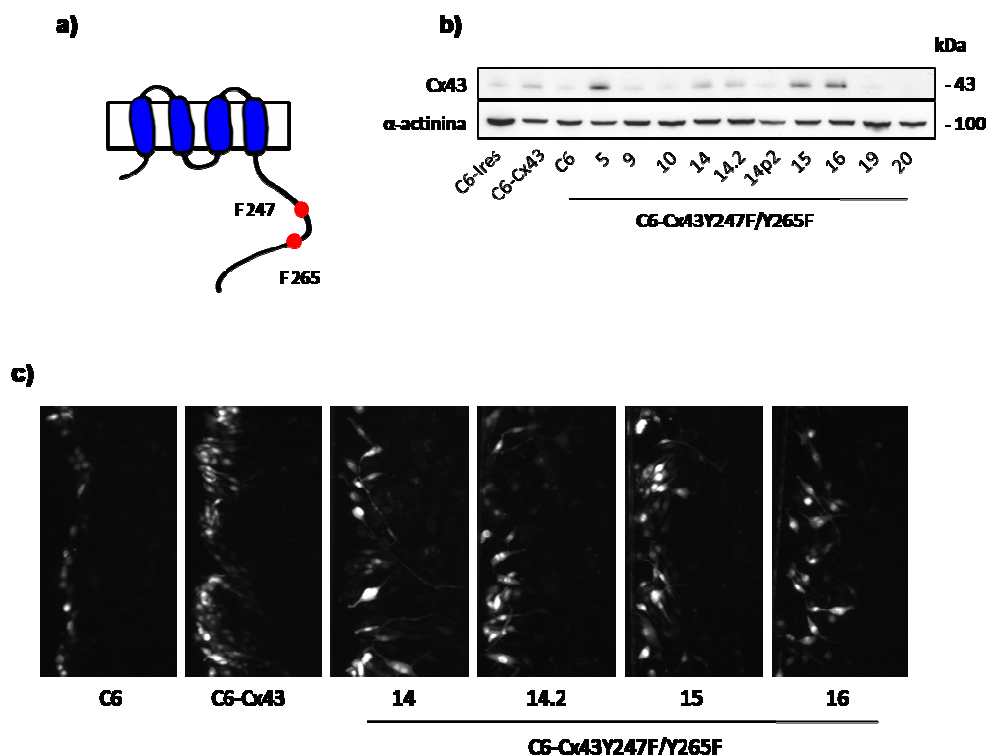 a)
F247
F265
b)
kDa
Cx43
-43
α-actinina
-100
C6-Ires
C6-Cx43
C6
5
9
10
14
14.2
14p2
15
16
19
20
C6-Cx43Y247F/Y265F
c)
C6
C6-Cx43
14
14.2
15
16
C6-Cx43Y247F/Y265F